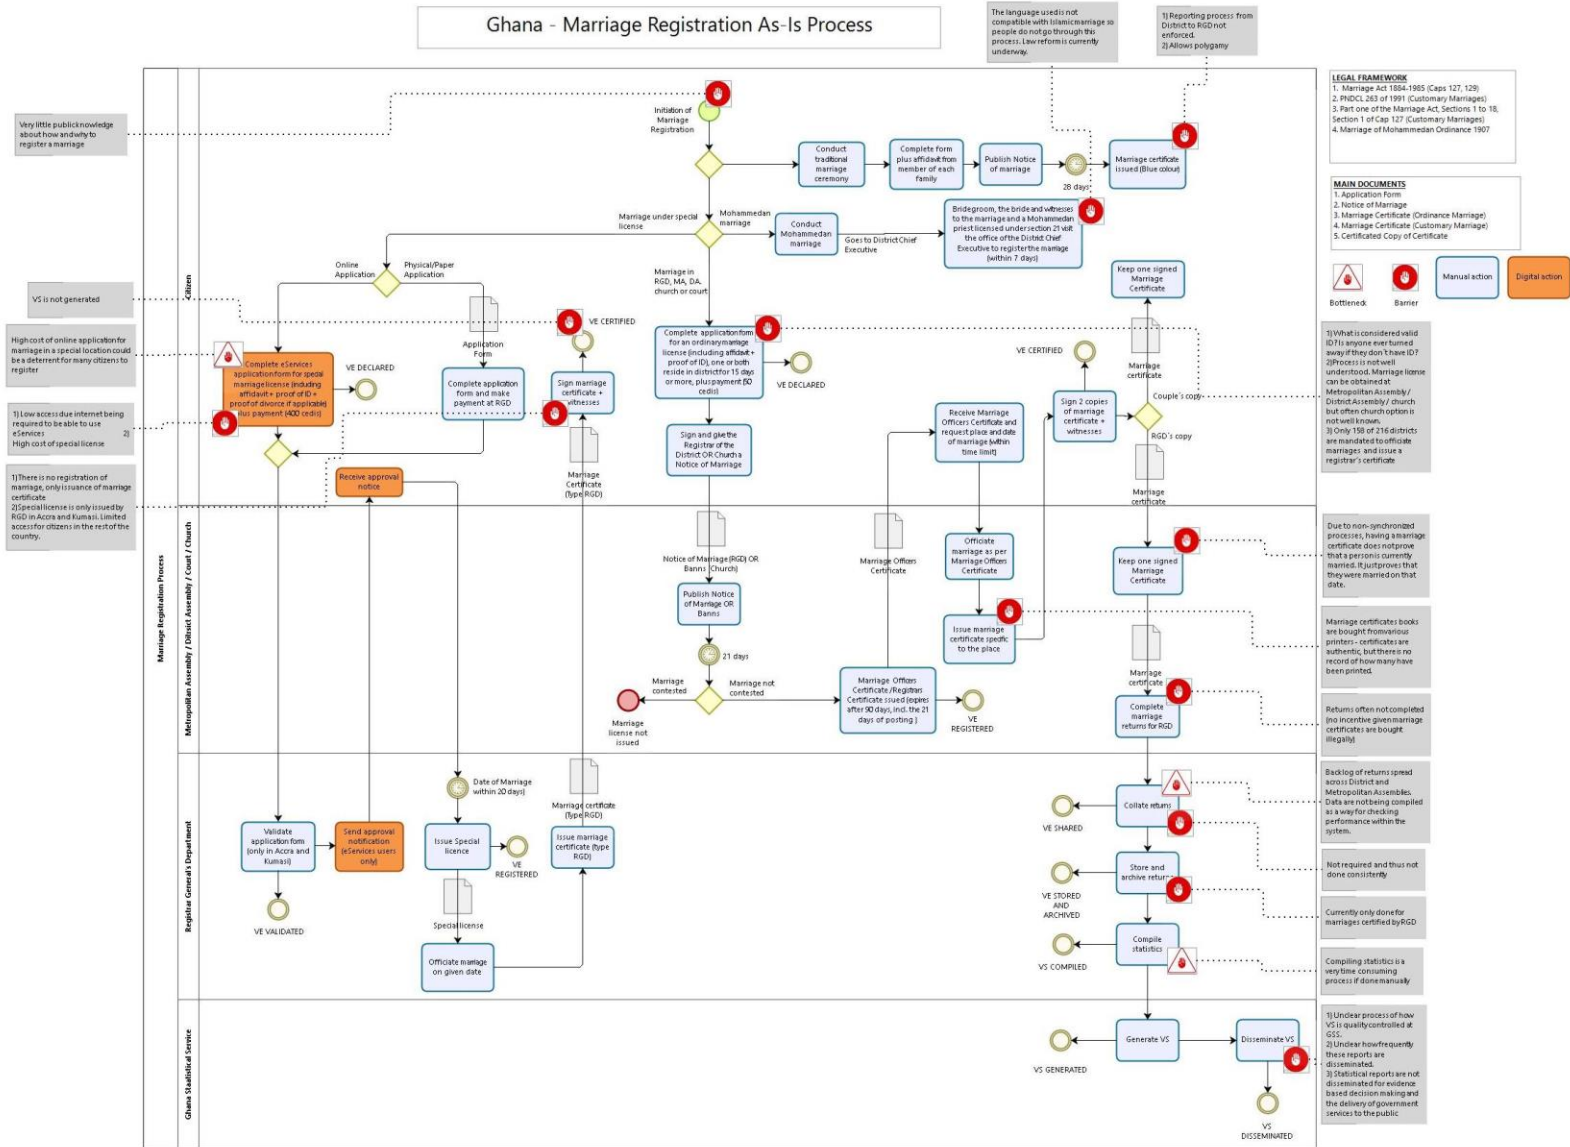 Ghana - Marriage Registration As-Is Process
The language used is not
compatible with Islamic marriage so
people do not go through this
process. Law reform is currently
underway.
1) Reporting process from
District to RGD not
enforced.
2) Allows polygamy
LEGAL FRAMEWORK
1. Marriage Act 1884-1985 (Caps 127, 129)
2. PNDCL 263 of 1991 (Customary Marriages)
3. Part one of the Marriage Act, Sections 1 to 18,
Section 1 of Cap 127 (Customary Marriages)
4. Marriage of Mohammedan Ordinance 1907
MAIN DOCUMENTS
1. Application Form
2. Notice of Marriage
3. Marriage Certificate (Ordinance Marriage)
4. Marriage Certificate (Customary Marriage)
5. Certificated Copy of Certificate
Bottleneck
Barrier
Manual action
Digital action
Marriage Registration Process
Citizen
Very little public knowledge
about how and why to
register a marriage
Initiation of
Marriage
Registration
Conduct
traditional
marriage
ceremony
Complete form
plus affidavit from
member of each
family
Publish Notice
of marriage
28 days
Marriage certificate
issued (Blue colour)
Marriage under special
license
Mohammedan
marriage
Conduct
Mohammedan
marriage
Goes to District Chief
Executive
Bridegroom, the bride and witnesses
to the marriage and a Mohammedan
priest licensed under section 21 visit
the office of the District Chief
Executive to register the marriage
(within 7 days)
Online
Application
Physical/Paper
Application
Marriage in
RGD, MA, DA,
church or court
VS is not generated
High cost of online application for
marriage in a special location could
be a deterrent for many citizens to
register
1) Low access due internet being
required to be able to use
eServices 2)
High cost of special license
1)There is no registration of
marriage, only issuance of marriage
certificate
2)Special license is only issued by
RGD in Accra and Kumasi. Limited
access for citizens in the rest of the
country.
Complete eServices
application form for special
marriage license (including
affidavit + proof of ID +
proof of divorce if applicable)
plus payment (400 cedis)
VE DECLARED
Application
Form
Complete application
form and make
payment at RGD
VE CERTIFIED
Sign marriage
certificate +
witnesses
Marriage
Certificate
(Type RGD)
Receive approval
notice
Complete application form
for an ordinary marriage
license (including affidavit +
proof of ID), one or both
reside in district for 15 days
or more, plus payment (50
cedis)
VE DECLARED
Sign and give the
Registrar of the
District OR Church a
Notice of Marriage
Receive Marriage
Officers Certificate and
request place and date
of marriage (within
time limit)
VE CERTIFIED
Sign 2 copies
of marriage
certificate +
witnesses
Keep one signed
Marriage
Certificate
Marriage
certificate
Couple's copy
RGD's copy
Marriage
certificate
1) What is considered valid
ID? Is anyone ever turned
away if they don't have ID?
2)Process is not well
understood. Marriage license
can be obtained at
Metropolitan Assembly /
District Assembly / church
but often church option is
not well known.
3) Only 158 of 216 districts
are mandated to officiate
marriages and issue a
registrar's certificate
Metropolitan Assembly / Diltsict Assembly / Court / Church
Notice of Marriage (RGD) OR
Banns (Church)
Publish Notice
of Marriage OR
Banns
21 days
Marriage
contested
Marriage not
contested
Marriage
license not
issued
Marriage Officers
Certificate
Marriage Officers
Certificate/Registrars
Certificate issued (expires
after 90 days, incl. the 21
days of posting )
VE
REGISTERED
Officiate
marriage as per
Marriage Officers
Certificate
Issue marriage
certificate specific
to the place
Keep one signed
Marriage
Certificate
Marriage
certificate
Complete
marriage
returns for RGD
Due to non-synchronized
processes, having a marriage
certificate does not prove
that a person is currently
married. It just proves that
they were married on that
date.
Marriage certificates books
are bought from various
printers - certificates are
authentic, but there is no
record of how many have
been printed.
Returns often not completed
(no incentive given marriage
certificates are bought
illegally)
Registrar General's Department
Validate
application form
(only in Accra and
Kumasi)
VE VALIDATED
Send approval
notification
(eServices users
only)
Date of Marriage
within 20 days)
Issue Special
licence
VE
REGISTERED
Special license
Officiate marriage
on given date
Marriage certificate
(Type RGD)
Issue marriage
certificate (type
RGD)
Collate returns
VE SHARED
Store and
archive returns
VE STORED
AND
ARCHIVED
Compile
statistics
VS COMPILED
Backlog of returns spread
across District and
Metropolitan Assemblies.
Data are not being compiled
as a way for checking
performance within the
system.
Not required and thus not
done consistently
Currently only done for
marriages certified by RGD
Compiling statistics is a
very time consuming
process if done manually
Ghana Staatistical Service
Generate VS
VS GENERATED
Disseminate VS
VS
DISSEMINATED
1) Unclear process of how
VS is quality controlled at
GSS.
2) Unclear how frequently
these reports are
disseminated.
3) Statistical reports are not
disseminated for evidence
based decision making and
the delivery of government
services to the public